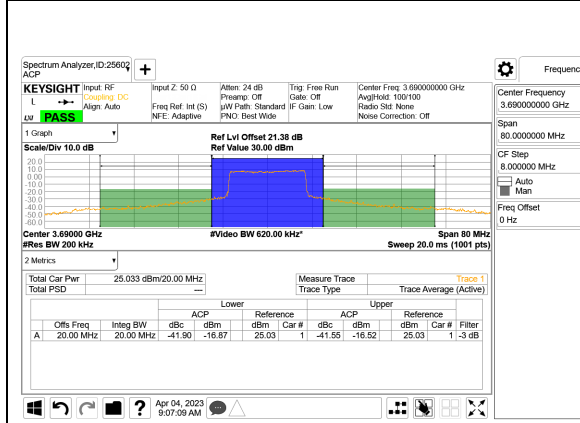 Spectrum Analyzer,ID:25602
ACP
+
Frequenc
KEYSIGHT
Input: RF
Coupling: DC
Align: Auto
Input Z: 50 Ω
Freq Ref: Int (S)
NFE: Adaptive
Atten: 24 dB
Preamp: Off
µW Path: Standard
PNO: Best Wide
Trig: Free Run
Gate: Off
IF Gain: Low
Center Freq: 3.690000000 GHz
Avg|Hold: 100/100
Radio Std: None
Noise Correction: Off
L
LXI
PASS
Center Frequency
3.690000000 GHz
Span
80.0000000 MHz
CF Step
8.000000 MHz
Auto
Man
Freq Offset
0 Hz
1 Graph
Scale/Div 10.0 dB
Ref Lvl Offset 21.38 dB
Ref Value 30.00 dBm
20.0
10.0
0.00
-10.0
-20.0
-30.0
-40.0
-50.0
-60.0
Center 3.69000 GHz
#Video BW 620.00 kHz*
Span 80 MHz
#Res BW 200 kHz
Sweep 20.0 ms (1001 pts)
2 Metrics
Total Car Pwr 25.033 dBm/20.00 MHz
Total PSD ---
Measure Trace Trace 1
Trace Type Trace Average (Active)
Lower Upper
ACP Reference ACP Reference
Offs Freq Integ BW dBc dBm dBm Car # dBc dBm dBm Car # Filter
A 20.00 MHz 20.00 MHz -41.90 -16.87 25.03 1 -41.55 -16.52 25.03 1 -3 dB
?
Apr 04, 2023
9:07:09 AM